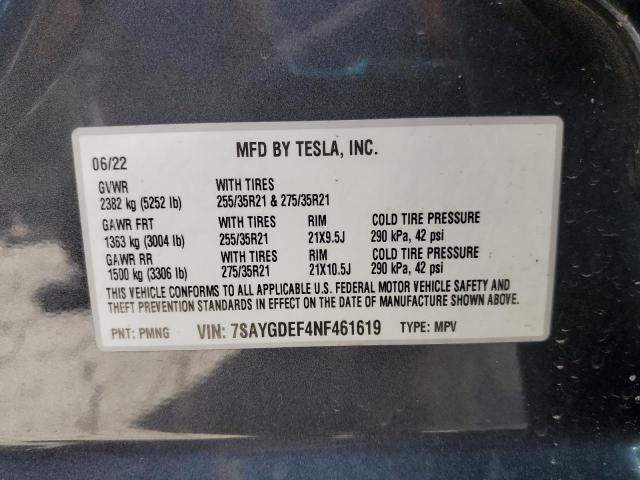 MFD BY TESLA, INC.
06/22
GVWR WITH TIRES
2382 kg (5252 lb) 255/35R21 & 275/35R21
GAWR FRT WITH TIRES RIM COLD TIRE PRESSURE
1363 kg (3004 lb) 255/35R21 21X9.5J 290 kPa, 42 psi
GAWR RR WITH TIRES RIM COLD TIRE PRESSURE
1500 kg (3306 lb) 275/35R21 21X10.5J 290 kPa, 42 psi
THIS VEHICLE CONFORMS TO ALL APPLICABLE U.S. FEDERAL MOTOR VEHICLE SAFETY AND
THEFT PREVENTION STANDARDS IN EFFECT ON THE DATE OF MANUFACTURE SHOWN ABOVE.
PNT: PMNG VIN: 7SAYGDEF4NF461619 TYPE: MPV